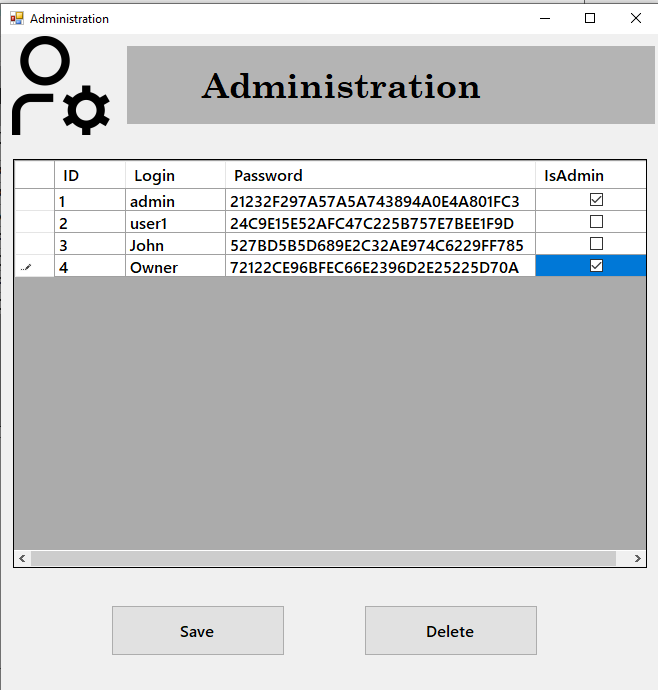 Administration
Administration
ID Login Password IsAdmin
1 admin 21232F297A57A5A743894A0E4A801FC3
2 user1 24C9E15E52AFC47C225B757E7BEE1F9D
3 John 527BD5B5D689E2C32AE974C6229FF785
4 Owner 72122CE96BFEC66E2396D2E25225D70A
Save Delete